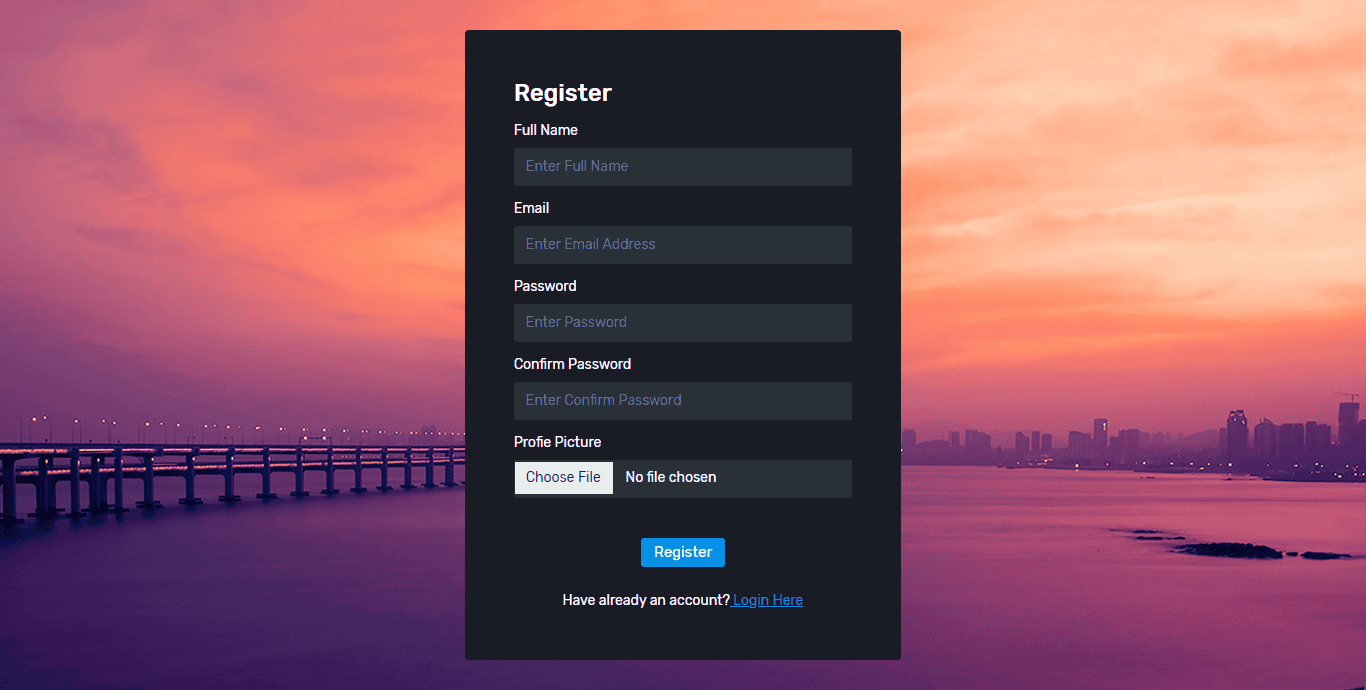 Register
Full Name
Enter Full Name
Email
Enter Email Address
Password
Enter Password
Confirm Password
Enter Confirm Password
Profie Picture
Choose File No file chosen
Register
Have already an account? Login Here